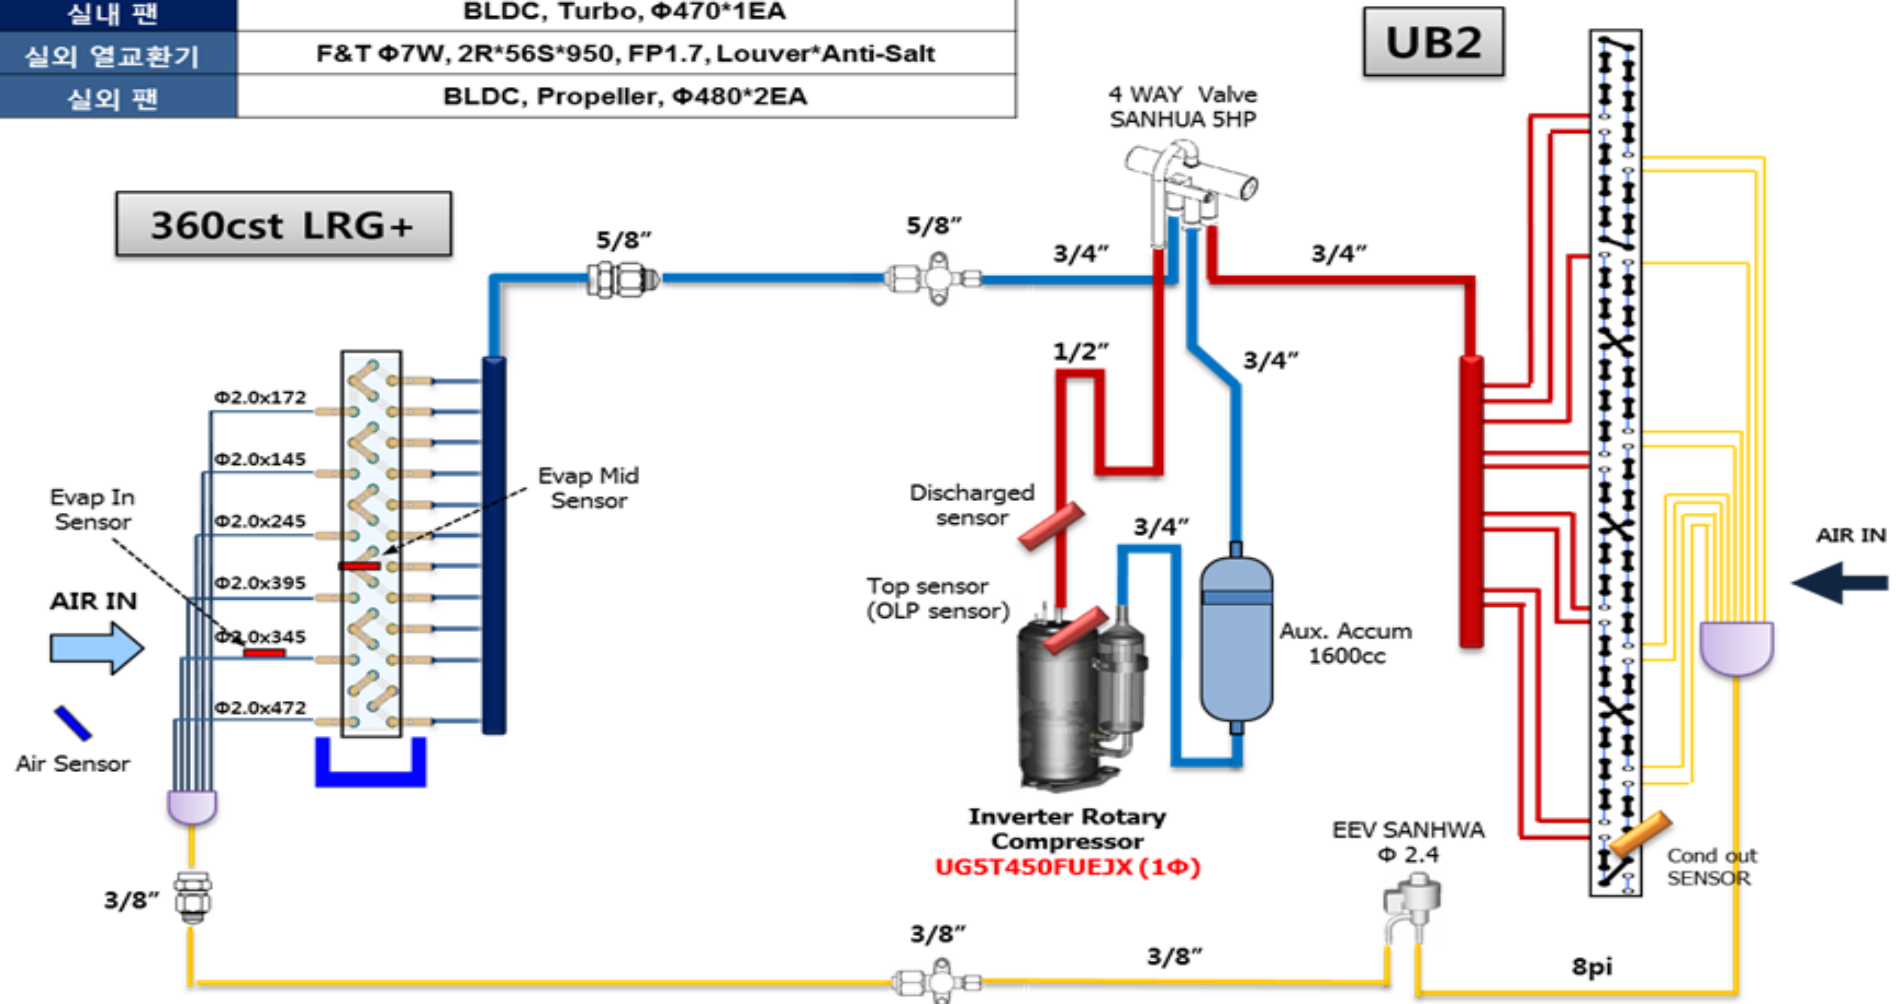 실내 팬
BLDC, Turbo, Φ470*1EA
실외 열교환기
F&T Φ7W, 2R*56S*950, FP1.7, Louver*Anti-Salt
실외 팬
BLDC, Propeller, Φ480*2EA
UB2
4 WAY Valve
SANHUA 5HP
360cst LRG+
5/8”
5/8”
3/4”
3/4”
1/2”
3/4”
Φ2.0x172
Φ2.0x145
Φ2.0x245
Φ2.0x395
Φ2.0x345
Φ2.0x472
Evap In
Sensor
Evap Mid
Sensor
Discharged
sensor
3/4”
AIR IN
Top sensor
(OLP sensor)
AIR IN
Aux. Accum
1600cc
Air Sensor
Inverter Rotary
Compressor
UG5T450FUEJX (1Φ)
EEV SANHWA
Φ 2.4
Cond out
SENSOR
3/8”
3/8”
3/8”
8pi